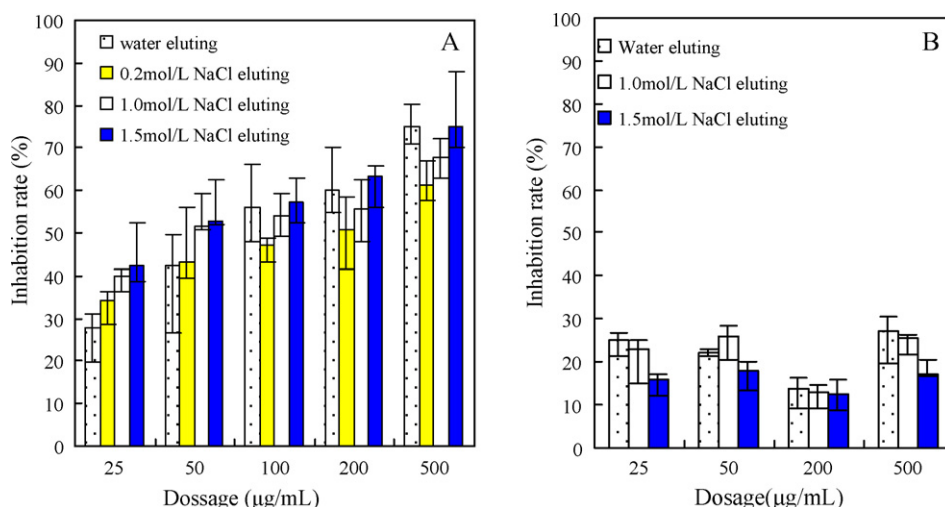 A
water eluting
0.2mol/L NaCl eluting
1.0mol/L NaCl eluting
1.5mol/L NaCl eluting
Inhabition rate (%)
100
90
80
70
60
50
40
30
20
10
0
25 50 100 200 500
Dossage (μg/mL)
B
Water eluting
1.0mol/L NaCl eluting
1.5mol/L NaCl eluting
Inhabition rate (%)
100
90
80
70
60
50
40
30
20
10
0
25 50 200 500
Dosage(μg/mL)